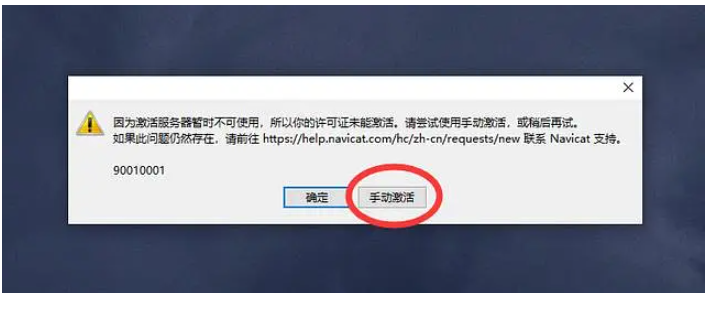 因为激活服务器暂时不可使用，所以你的许可证未能激活。请尝试使用手动激活，或稍后再试。
如果此问题仍然存在，请前往 https://help.navicat.com/hc/zh-cn/requests/new 联系 Navicat 支持。
90010001
确定
手动激活